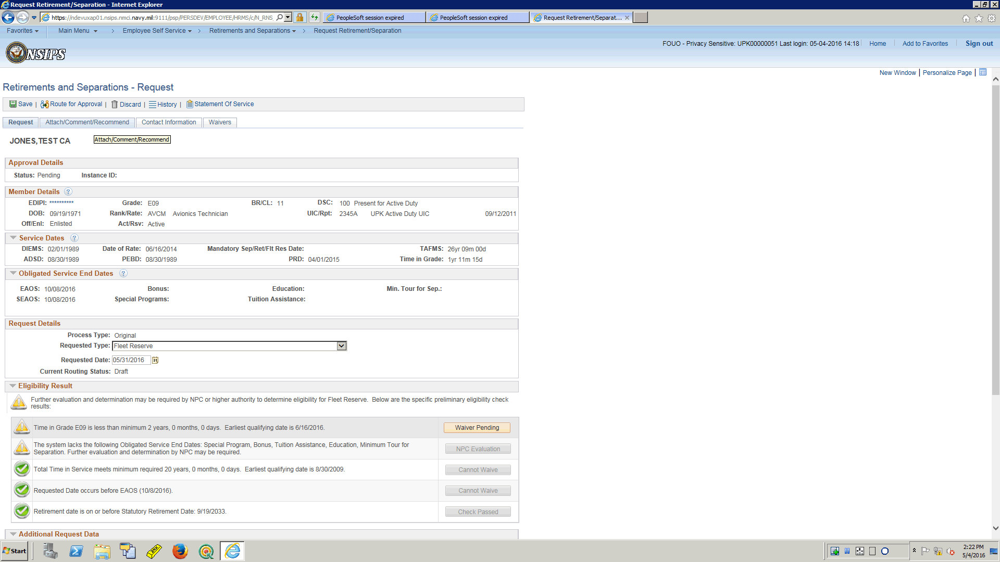 Request Retirement/Separation - Internet Explorer
https://ndevuxap01.nsips.nmci.navy.mil:9111/psp/PERSDEV/EMPLOYEE/HRMS/c/N_RNS_ PeopleSoft session expired PeopleSoft session expired Request Retirement/Separat...
Favorites Main Menu > Employee Self Service > Retirements and Separations > Request Retirement/Separation
FOUO - Privacy Sensitive: UPK00000051 Last login: 05-04-2016 14:18 Home Add to Favorites Sign out
NSIPS
New Window | Personalize Page |
Retirements and Separations - Request
Save | Route for Approval | Discard | History | Statement Of Service
Request Attach/Comment/Recommend Contact Information Waivers
JONES,TEST CA Attach/Comment/Recommend
Approval Details
Status: Pending Instance ID:
Member Details ?
EDIPI: ********** Grade: E09 BR/CL: 11 DSC: 100 Present for Active Duty
DOB: 09/19/1971 Rank/Rate: AVCM Avionics Technician UIC/Rpt: 2345A UPK Active Duty UIC 09/12/2011
Off/Enl: Enlisted Act/Rsv: Active
Service Dates ?
DIEMS: 02/01/1989 Date of Rate: 06/16/2014 Mandatory Sep/Ret/Flt Res Date: TAFMS: 26yr 09m 00d
ADSD: 08/30/1989 PEBD: 08/30/1989 PRD: 04/01/2015 Time in Grade: 1yr 11m 15d
Obligated Service End Dates ?
EAOS: 10/08/2016 Bonus: Education: Min. Tour for Sep.:
SEAOS: 10/08/2016 Special Programs: Tuition Assistance:
Request Details
Process Type: Original
Requested Type: Fleet Reserve
Requested Date: 05/31/2016 31
Current Routing Status: Draft
Eligibility Result
Further evaluation and determination may be required by NPC or higher authority to determine eligibility for Fleet Reserve. Below are the specific preliminary eligibility check
results:
Time in Grade E09 is less than minimum 2 years, 0 months, 0 days. Earliest qualifying date is 6/16/2016. Waiver Pending
The system lacks the following Obligated Service End Dates: Special Program, Bonus, Tuition Assistance, Education, Minimum Tour for
Separation. Further evaluation and determination by NPC may be required. NPC Evaluation
Total Time in Service meets minimum required 20 years, 0 months, 0 days. Earliest qualifying date is 8/30/2009. Cannot Waive
Requested Date occurs before EAOS (10/8/2016). Cannot Waive
Retirement date is on or before Statutory Retirement Date: 9/19/2033. Check Passed
Additional Request Data
Start 2:22 PM
5/4/2016